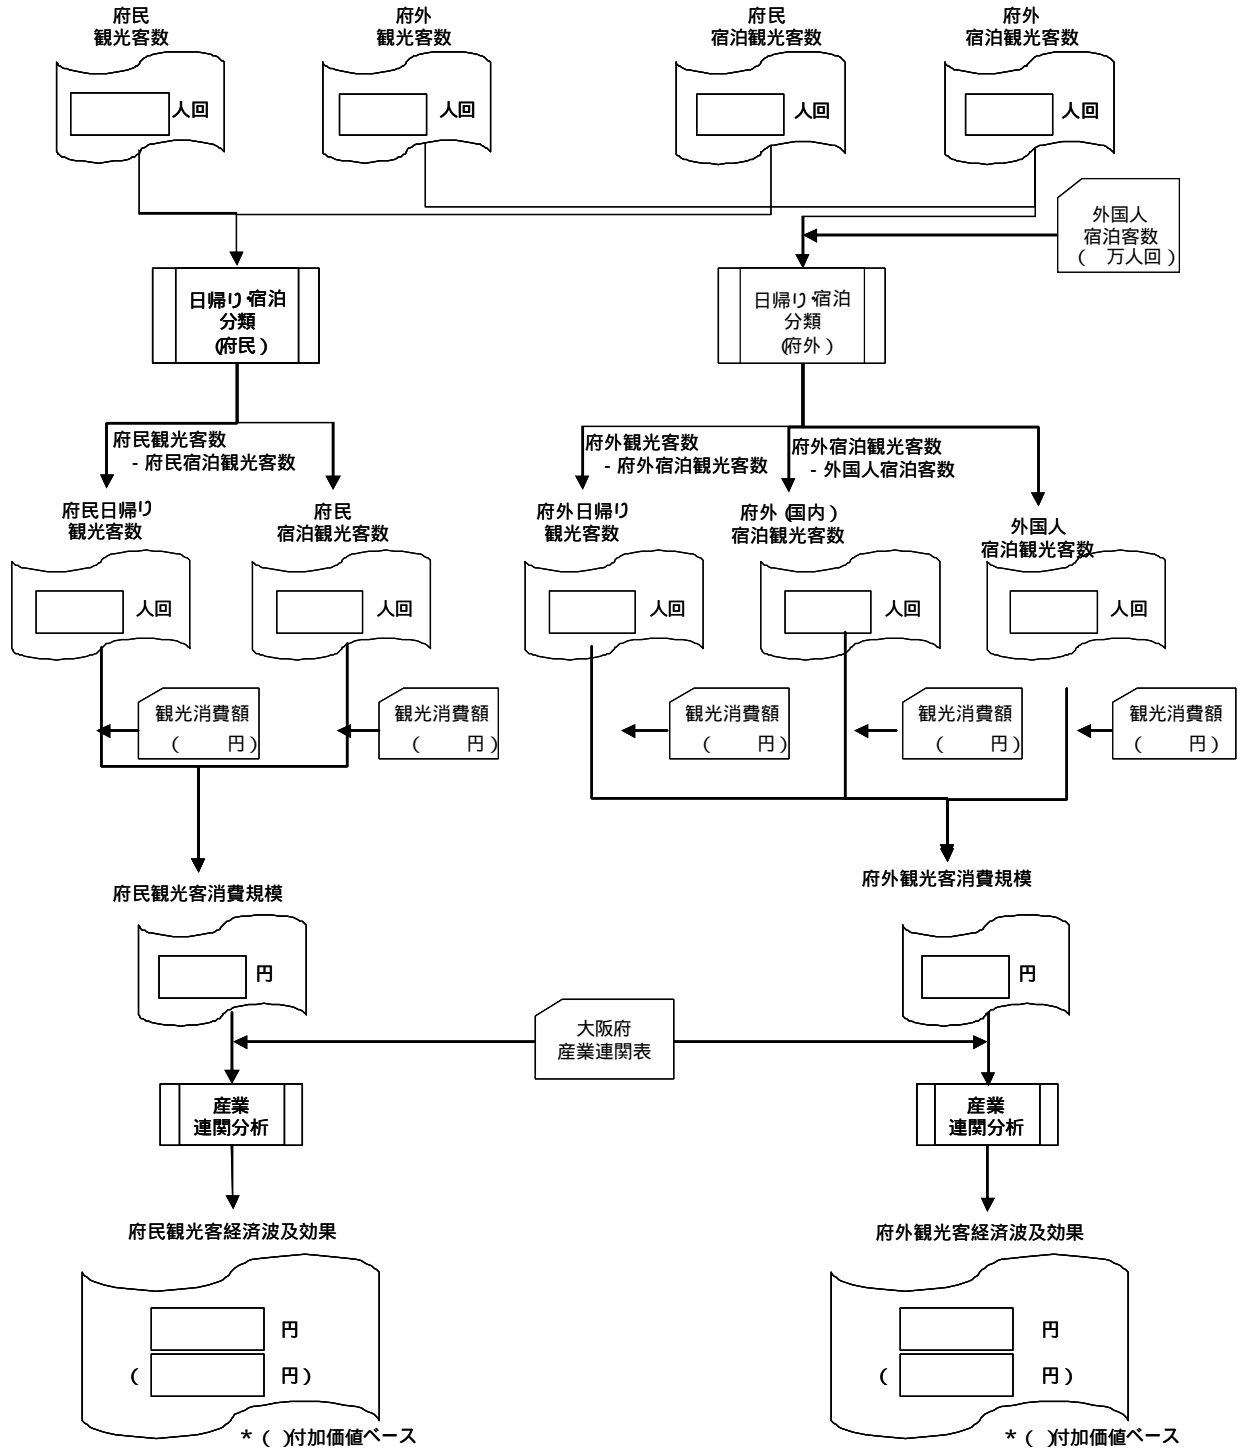 府民
観光客数
府外
観光客数
府民
宿泊観光客数
府外
宿泊観光客数
人回
人回
人回
人回
外国人
宿泊客数
( 万人回 )
日帰り・宿泊
分類
(府民 )
日帰り・宿泊
分類
(府外 )
府民観光客数
- 府民宿泊観光客数
府外観光客数
- 府外宿泊観光客数
府外宿泊観光客数
- 外国人宿泊客数
府民日帰り
観光客数
府民
宿泊観光客数
府外日帰り
観光客数
府外 (国内 )
宿泊観光客数
外国人
宿泊観光客数
人回
人回
人回
人回
人回
観光消費額
( 円 )
観光消費額
( 円 )
観光消費額
( 円 )
観光消費額
( 円 )
観光消費額
( 円 )
府民観光客消費規模
府外観光客消費規模
円
円
大阪府
産業連関表
産業
連関分析
産業
連関分析
府民観光客経済波及効果
府外観光客経済波及効果
円
( 円 )
円
( 円 )
* ( )付加価値ベース
* ( )付加価値ベース